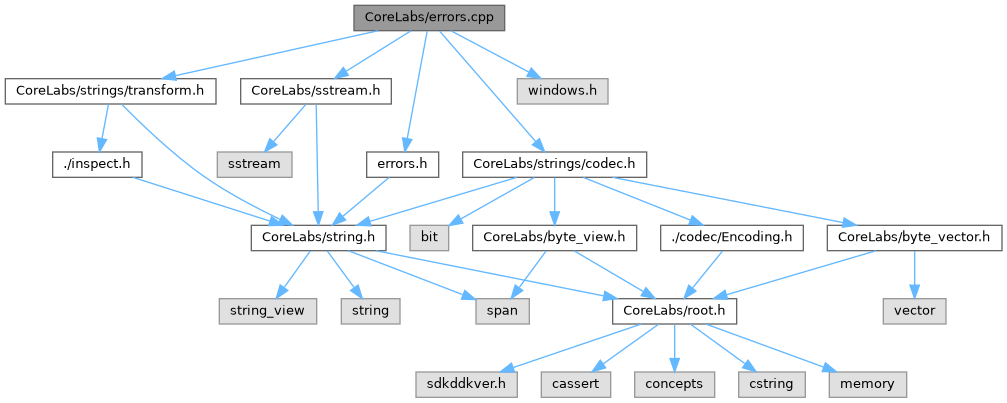 CoreLabs/errors.cpp
CoreLabs/strings/transform.h
CoreLabs/sstream.h
windows.h
./inspect.h
sstream
errors.h
CoreLabs/strings/codec.h
CoreLabs/string.h
bit
CoreLabs/byte_view.h
./codec/Encoding.h
CoreLabs/byte_vector.h
string_view
string
span
CoreLabs/root.h
vector
sdkddkver.h
cassert
concepts
cstring
memory